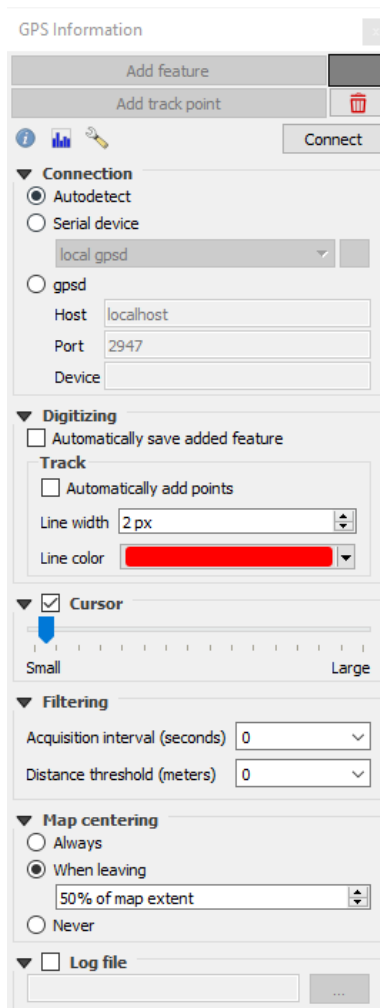 GPS Information
Add feature
Add track point
Connect
Connection
Autodetect
Serial device
local gpsd
gpsd
Host localhost
Port 2947
Device
Digitizing
Automatically save added feature
Track
Automatically add points
Line width 2 px
Line color
Cursor
Small Large
Filtering
Acquisition interval (seconds) 0
Distance threshold (meters) 0
Map centering
Always
When leaving
50% of map extent
Never
Log file
...